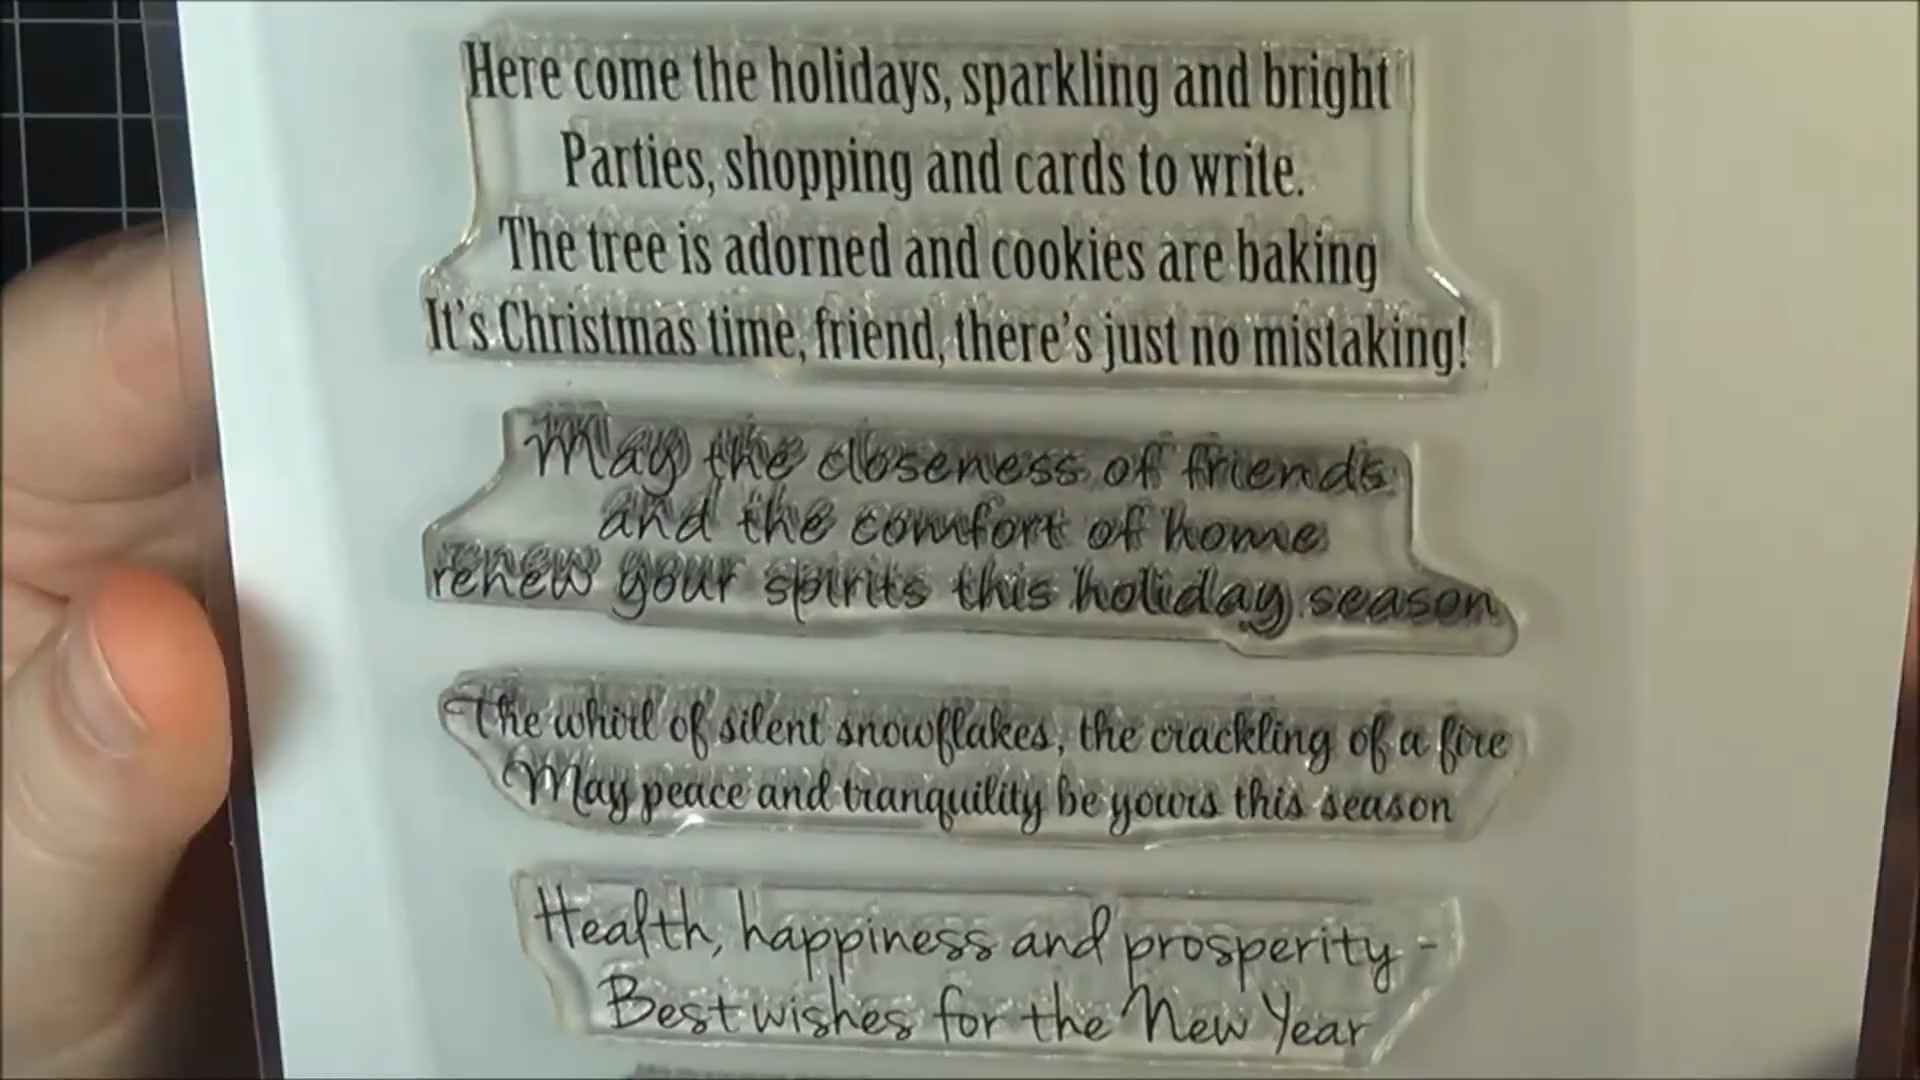 Here come the holidays, sparkling and bright
Parties, shopping and cards to write.
The tree is adorned and cookies are baking
It's Christmas time, friend, there's just no mistaking!
May the closeness of friends
and the comfort of home
renew your spirits this holiday season
The whirl of silent snowflakes, the crackling of a fire
May peace and tranquility be yours this season
Health, happiness and prosperity -
Best wishes for the New Year